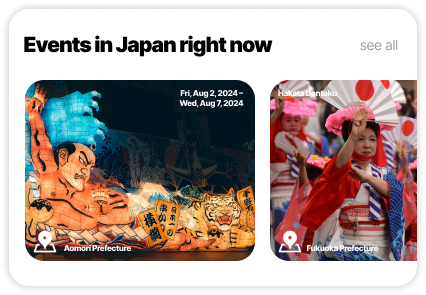 Events in Japan right now
see all
Fri, Aug 2, 2024 –
Wed, Aug 7, 2024
Aomori Prefecture
Hakata Dontaku
Fukuoka Prefecture